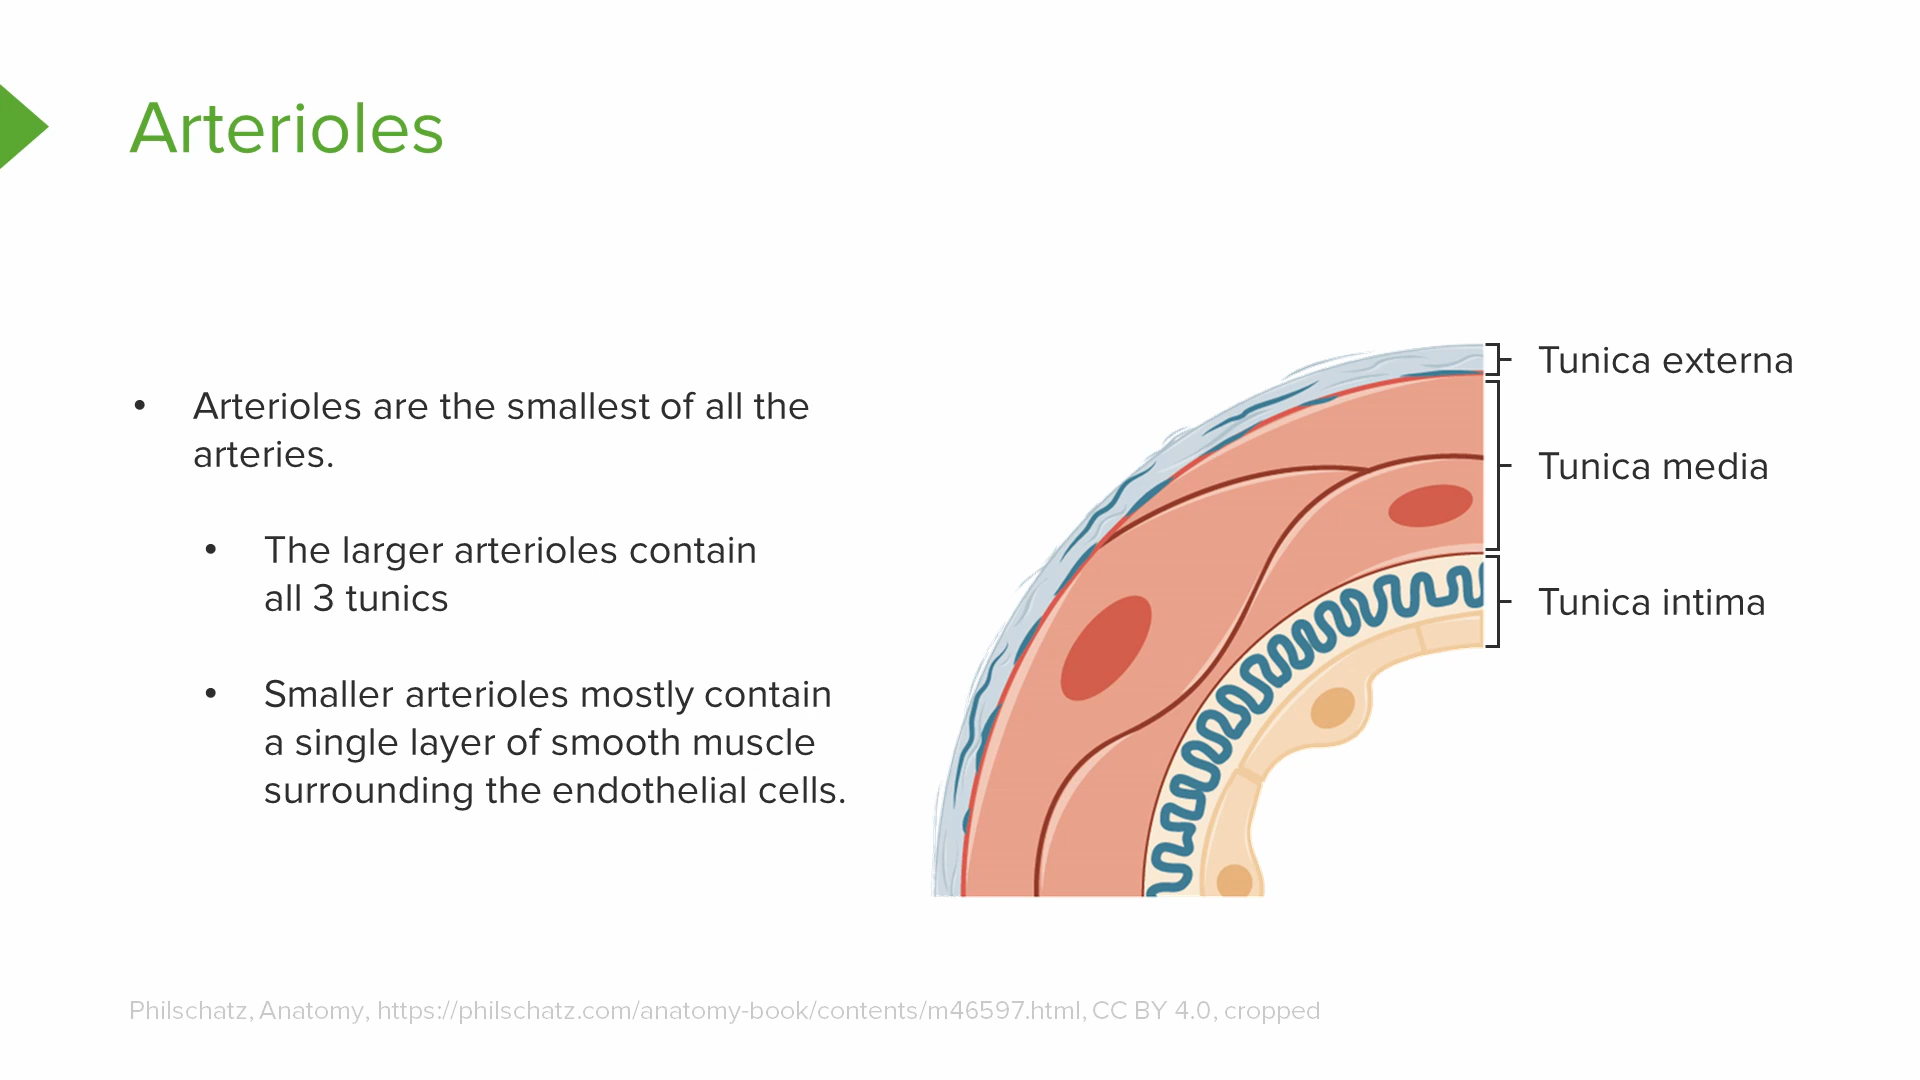 Arterioles
• Arterioles are the smallest of all the
arteries.
• The larger arterioles contain
all 3 tunics
• Smaller arterioles mostly contain
a single layer of smooth muscle
surrounding the endothelial cells.
Tunica externa
Tunica media
Tunica intima
Philschatz, Anatomy, https://philschatz.com/anatomy-book/contents/m46597.html, CC BY 4.0, cropped